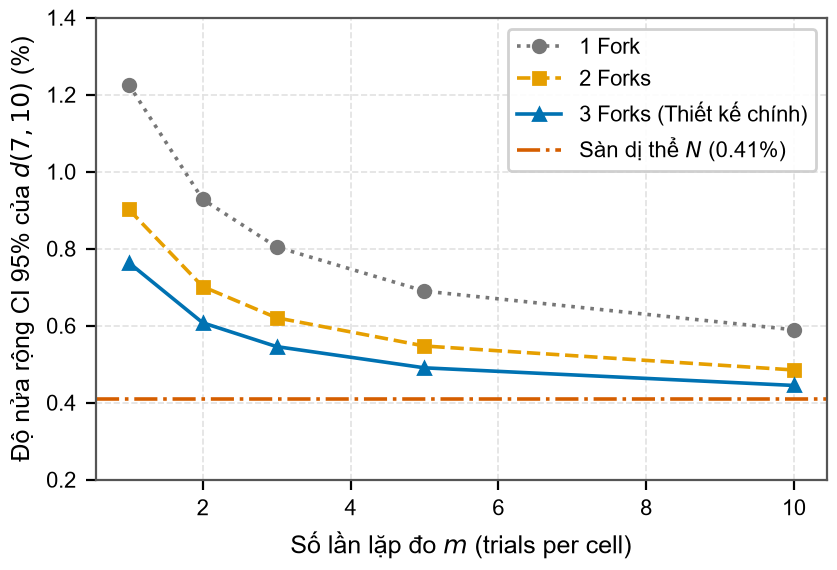 1.4
1.2
1.0
0.8
0.6
0.4
0.2
Độ nửa rộng CI 95% của d(7, 10) (%)
1 Fork
2 Forks
3 Forks (Thiết kế chính)
Sàn dị thể N (0.41%)
2 4 6 8 10
Số lần lặp đo m (trials per cell)